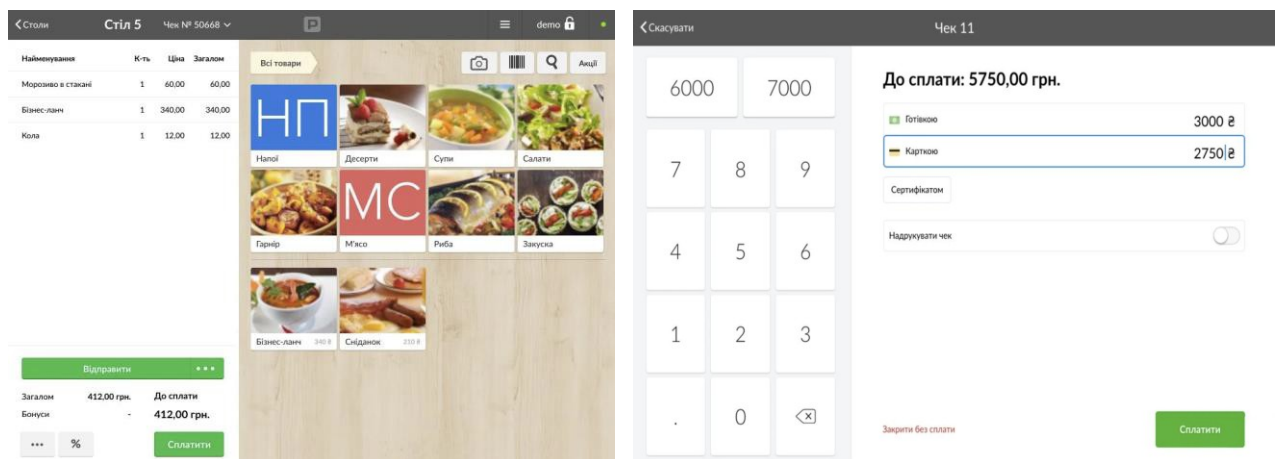 Столи Стіл 5 Чек № 50668 demo
Найменування К-ть Ціна Загалом
Морозиво в стакані 1 60,00 60,00
Бізнес-ланч 1 340,00 340,00
Кола 1 12,00 12,00
Відправити
Загалом 412,00 грн. До сплати
Бонуси - 412,00 грн.
% Сплатити
Всі товари Акції
НП
Напої Десерти Супи Салати
МС
Гарнір М'ясо Риба Закуска
Бізнес-ланч 340 ₴ Сніданок 210 ₴
Скасувати Чек 11
6000 7000
7 8 9
4 5 6
1 2 3
. 0
До сплати: 5750,00 грн.
Готівкою 3000 ₴
Карткою 2750 ₴
Сертифікатом
Надрукувати чек
Закрити без сплати Сплатити